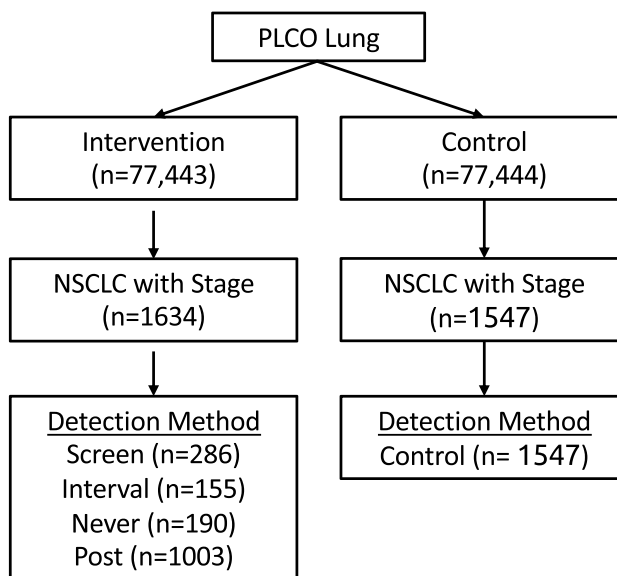 PLCO Lung
Intervention
(n=77,443)
Control
(n=77,444)
NSCLC with Stage
(n=1634)
NSCLC with Stage
(n=1547)
Detection Method
Screen (n=286)
Interval (n=155)
Never (n=190)
Post (n=1003)
Detection Method
Control (n= 1547)